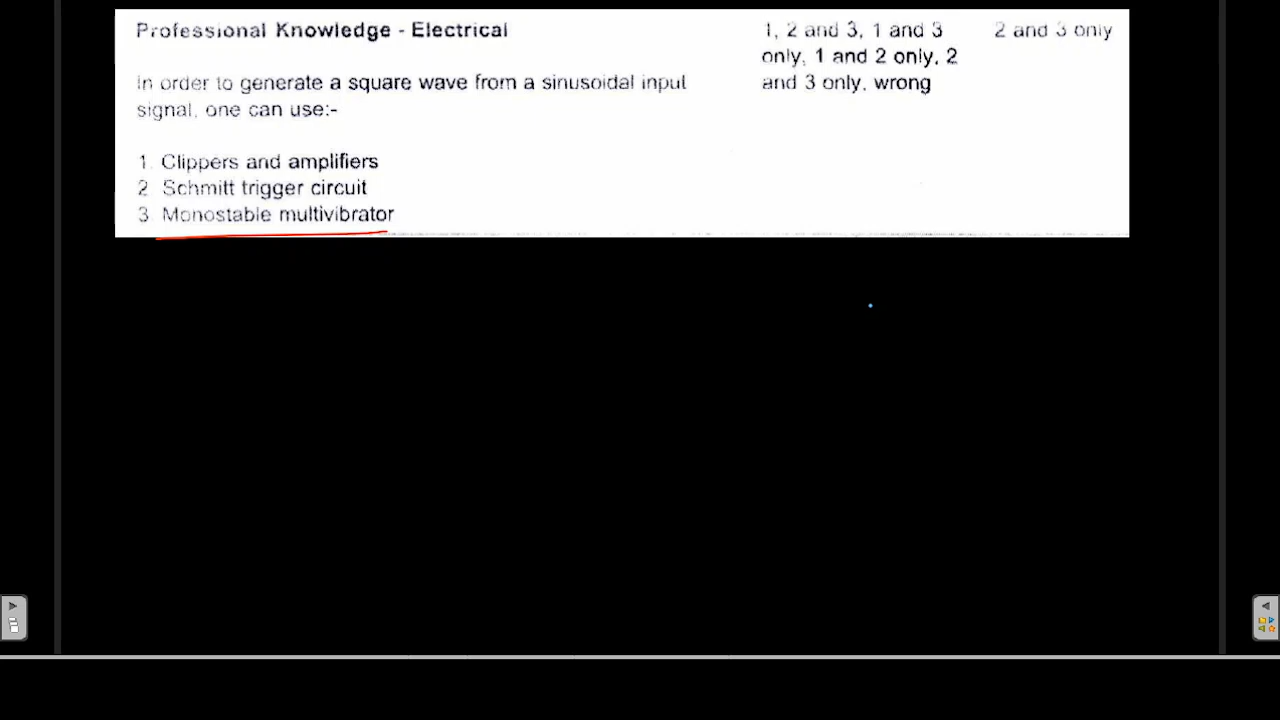 Professional Knowledge - Electrical
In order to generate a square wave from a sinusoidal input
signal, one can use:-
1. Clippers and amplifiers
2 Schmitt trigger circuit
3 Monostable multivibrator
1, 2 and 3, 1 and 3
only, 1 and 2 only, 2
and 3 only, wrong
2 and 3 only